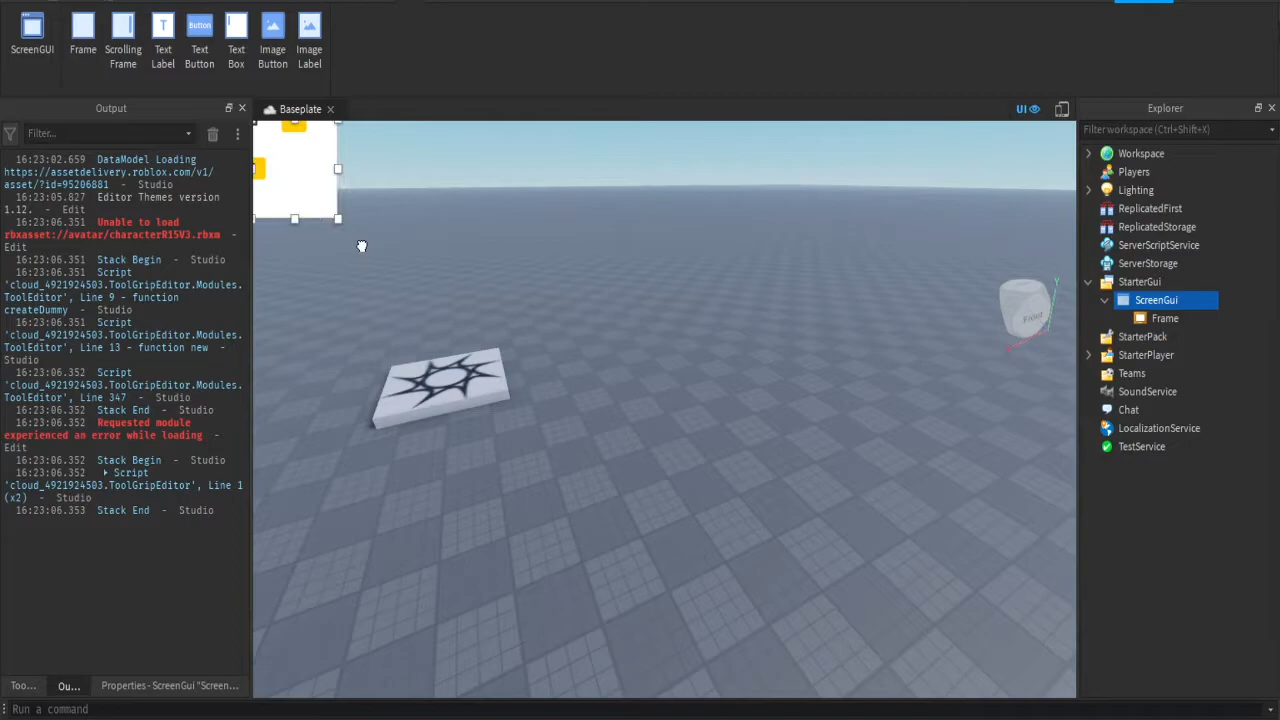 ScreenGUI
Frame
Scrolling
Frame
Text
Label
Button
Text
Button
Text
Box
Image
Button
Image
Label
T
Output
Filter...
16:23:02.659 DataModel Loading
https://assetdelivery.roblox.com/v1/
asset/?id=95206881 - Studio
16:23:05.827 Editor Themes version
1.12. - Edit
16:23:06.351 Unable to load
rbxasset://avatar/characterR15V3.rbxm -
Edit
16:23:06.351 Stack Begin - Studio
16:23:06.351 Script
'cloud_4921924503.ToolGripEditor.Modules.
ToolEditor', Line 9 - function
createDummy - Studio
16:23:06.351 Script
'cloud_4921924503.ToolGripEditor.Modules.
ToolEditor', Line 13 - function new -
Studio
16:23:06.352 Script
'cloud_4921924503.ToolGripEditor.Modules.
ToolEditor', Line 347 - Studio
16:23:06.352 Stack End - Studio
16:23:06.352 Requested module
experienced an error while loading -
Edit
16:23:06.352 Stack Begin - Studio
16:23:06.352 Script
'cloud_4921924503.ToolGripEditor', Line 1
(x2) - Studio
16:23:06.353 Stack End - Studio
Too...
Ou...
Properties - ScreenGui "Screen...
Run a command
Baseplate
UI
Front
Y
Explorer
Filter workspace (Ctrl+Shift+X)
Workspace
Players
Lighting
ReplicatedFirst
ReplicatedStorage
ServerScriptService
ServerStorage
StarterGui
ScreenGui
Frame
StarterPack
StarterPlayer
Teams
SoundService
Chat
LocalizationService
TestService